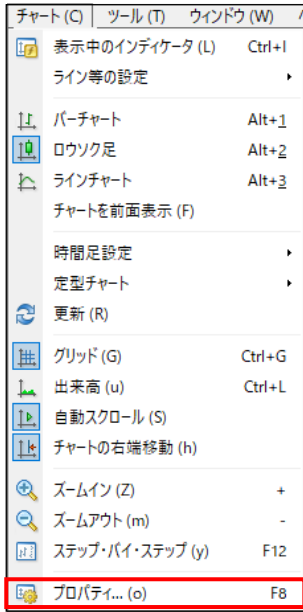 チャート (C) ツール (T) ウィンドウ (W)
表示中のインディケータ (L) Ctrl+I
ライン等の設定
バーチャート Alt+1
ロウソク足 Alt+2
ラインチャート Alt+3
チャートを前面表示 (F)
時間足設定
定型チャート
更新 (R)
グリッド (G) Ctrl+G
出来高 (u) Ctrl+L
自動スクロール (S)
チャートの右端移動 (h)
ズームイン (Z) +
ズームアウト (m) -
ステップ・バイ・ステップ (y) F12
プロパティ... (o) F8